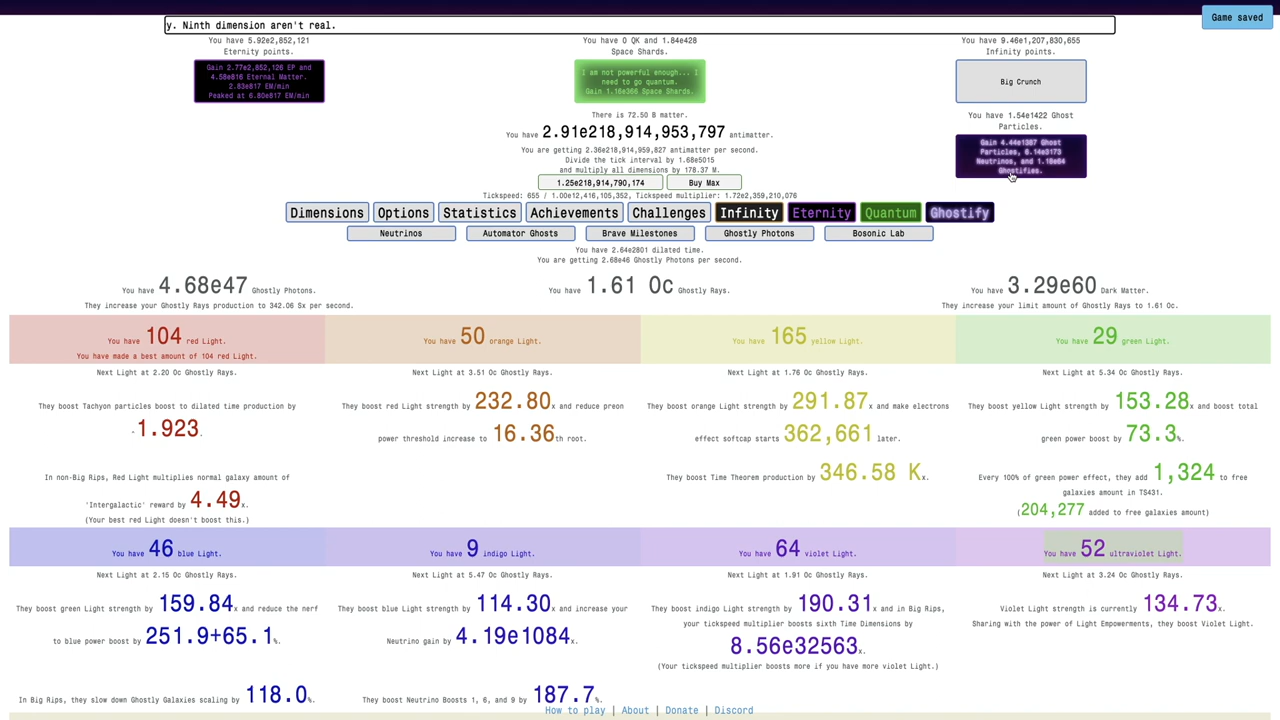 Game saved
y. Ninth dimension aren't real.
You have 5.92e2,852,121
Eternity points.
Gain 2.77e2,852,126 EP and
4.58e816 Eternal Matter.
2.83e817 EM/min
Peaked at 6.80e817 EM/min
You have 0 QK and 1.84e428
Space Shards.
I am not powerful enough... I
need to go quantum.
Gain 1.16e366 Space Shards.
You have 9.46e1,207,830,655
Infinity points.
Big Crunch
You have 1.54e1422 Ghost
Particles.
Gain 4.44e1387 Ghost
Particles, 6.14e3173
Neutrinos, and 1.18e64
Ghostifies.
There is 72.50 B matter.
You have 2.91e218,914,953,797 antimatter.
You are getting 2.36e218,914,959,827 antimatter per second.
Divide the tick interval by 1.68e5015
and multiply all dimensions by 178.37 M.
1.25e218,914,790,174 Buy Max
Tickspeed: 655 / 1.00e12,416,105,352, Tickspeed multiplier: 1.72e2,359,210,076
Dimensions Options Statistics Achievements Challenges Infinity Eternity Quantum Ghostify
Neutrinos Automator Ghosts Brave Milestones Ghostly Photons Bosonic Lab
You have 2.64e2801 dilated time.
You are getting 2.68e46 Ghostly Photons per second.
You have 4.68e47 Ghostly Photons. You have 1.61 Oc Ghostly Rays. You have 3.29e60 Dark Matter.
They increase your Ghostly Rays production to 342.06 Sx per second. They increase your limit amount of Ghostly Rays to 1.61 Oc.
You have 104 red Light. You have 50 orange Light. You have 165 yellow Light. You have 29 green Light.
You have made a best amount of 104 red Light.
Next Light at 2.20 Oc Ghostly Rays. Next Light at 3.51 Oc Ghostly Rays. Next Light at 1.76 Oc Ghostly Rays. Next Light at 5.34 Oc Ghostly Rays.
They boost Tachyon particles boost to dilated time production by
^1.923.
In non-Big Rips, Red Light multiplies normal galaxy amount of
'Intergalactic' reward by 4.49x.
(Your best red Light doesn't boost this.)
They boost red Light strength by 232.80x and reduce preon
power threshold increase to 16.36th root.
They boost orange Light strength by 291.87x and make electrons
effect softcap starts 362,661 later.
They boost Time Theorem production by 346.58 Kx.
They boost yellow Light strength by 153.28x and boost total
green power boost by 73.3%.
Every 100% of green power effect, they add 1,324 to free
galaxies amount in TS431.
(204,277 added to free galaxies amount)
You have 46 blue Light. You have 9 indigo Light. You have 64 violet Light. You have 52 ultraviolet Light.
Next Light at 2.15 Oc Ghostly Rays. Next Light at 5.47 Oc Ghostly Rays. Next Light at 1.91 Oc Ghostly Rays. Next Light at 3.24 Oc Ghostly Rays.
They boost green Light strength by 159.84x and reduce the nerf
to blue power boost by 251.9+65.1%.
In Big Rips, they slow down Ghostly Galaxies scaling by 118.0%.
They boost blue Light strength by 114.30x and increase your
Neutrino gain by 4.19e1084x.
They boost Neutrino Boosts 1, 6, and 9 by 187.7%.
They boost indigo Light strength by 190.31x and in Big Rips,
your tickspeed multiplier boosts sixth Time Dimensions by
8.56e32563x.
(Your tickspeed multiplier boosts more if you have more violet Light.)
Violet Light strength is currently 134.73x.
Sharing with the power of Light Empowerments, they boost Violet Light.
How to play | About | Donate | Discord